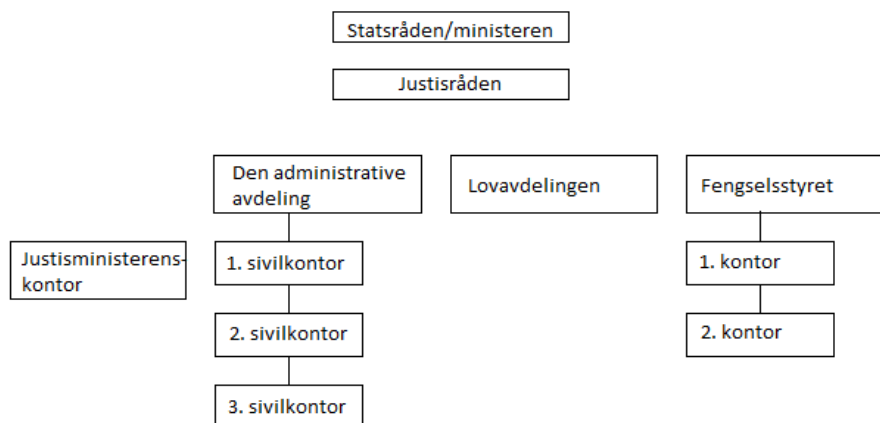 Statsråden/ministeren
Justisråden
Den administrative
avdeling
Lovavdelingen
Fengselsstyret
Justisministerens-
kontor
1. sivilkontor
1. kontor
2. sivilkontor
2. kontor
3. sivilkontor